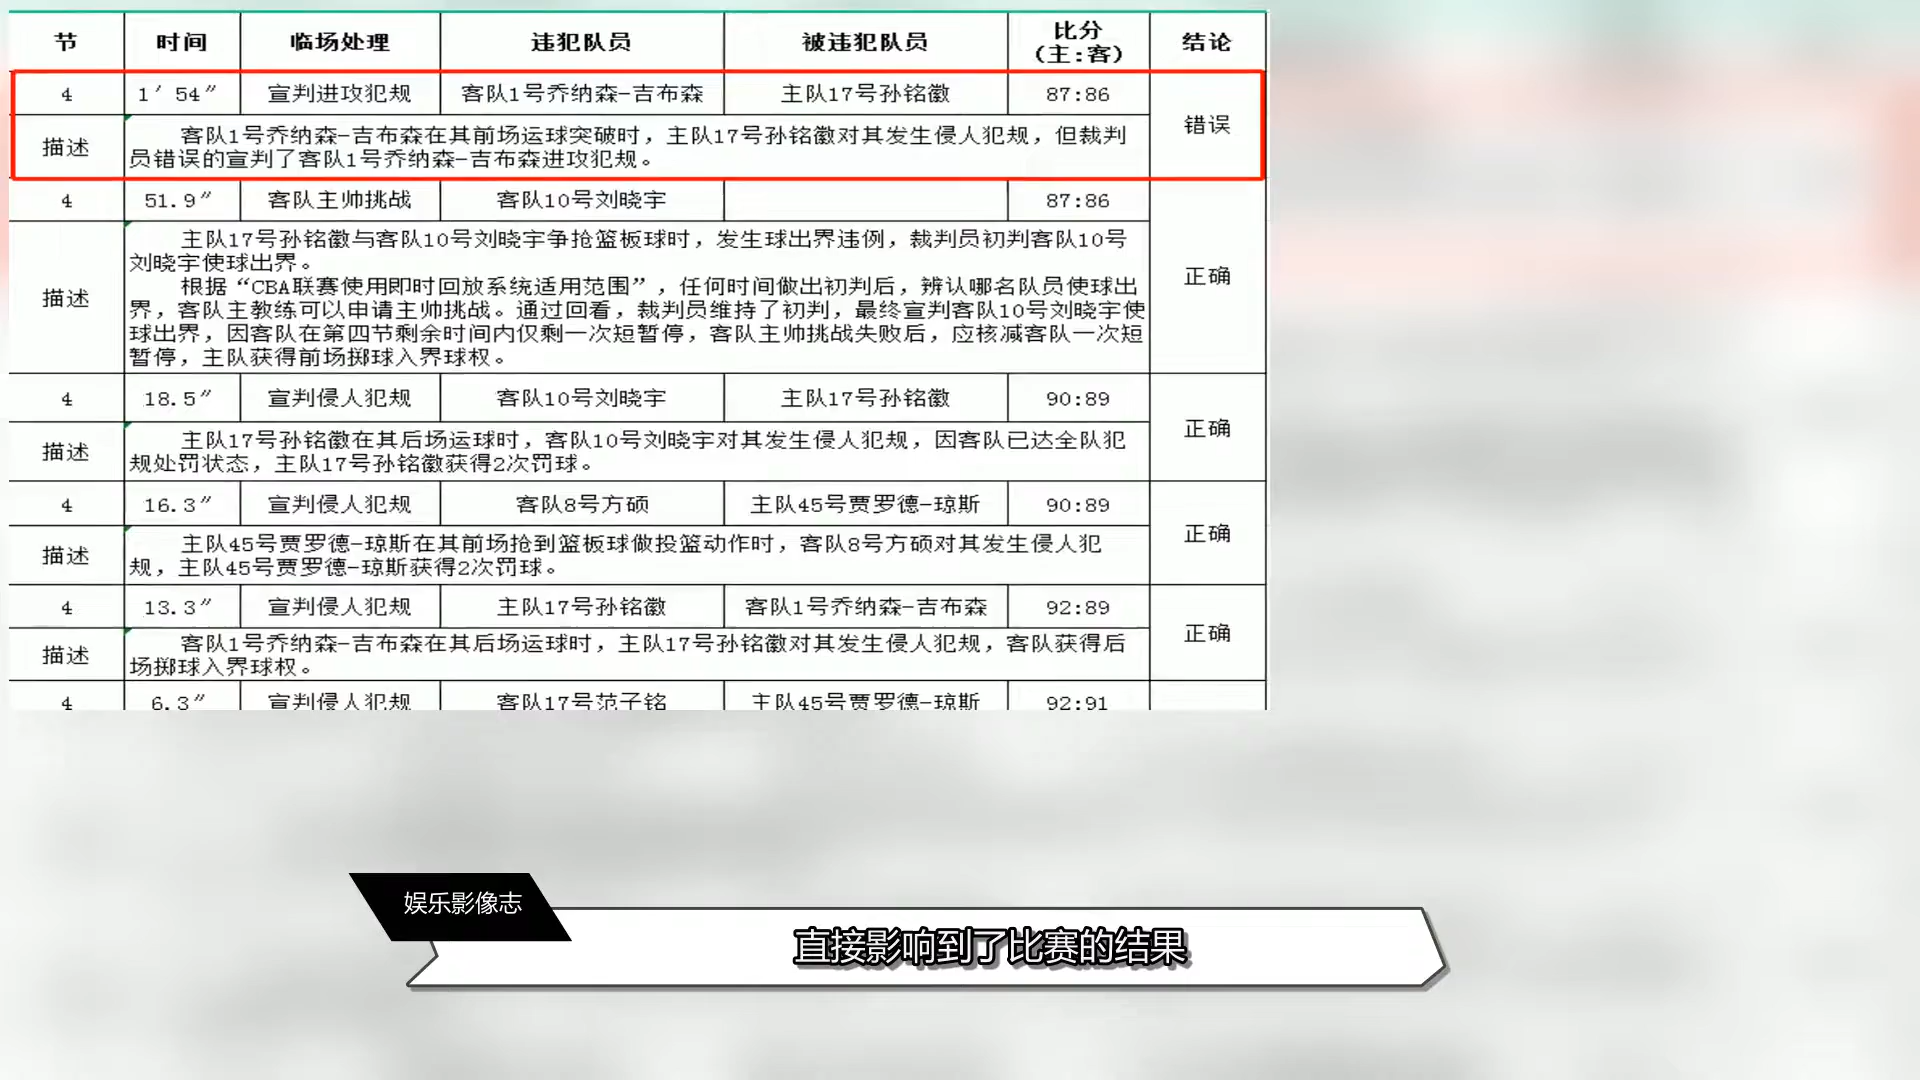 节 时间 临场处理 违犯队员 被违犯队员 比分 结论
(主:客)
4 1′54″ 宣判进攻犯规 客队1号乔纳森-吉布森 主队17号孙铭徽 87:86
错误
描述 客队1号乔纳森-吉布森在其前场运球突破时，主队17号孙铭徽对其发生侵人犯规，但裁判
员错误的宣判了客队1号乔纳森-吉布森进攻犯规。
4 51.9″ 客队主帅挑战 客队10号刘晓宇 87:86
主队17号孙铭徽与客队10号刘晓宇争抢篮板球时，发生球出界违例，裁判员初判客队10号
刘晓宇使球出界。
正确
描述 根据“CBA联赛使用即时回放系统适用范围”，任何时间做出初判后，辨认哪名队员使球出
界，客队主教练可以申请主帅挑战。通过回看，裁判员维持了初判，最终宣判客队10号刘晓宇使
球出界，因客队在第四节剩余时间内仅剩一次短暂停，客队主帅挑战失败后，应核减客队一次短
暂停，主队获得前场掷球入界球权。
4 18.5″ 宣判侵人犯规 客队10号刘晓宇 主队17号孙铭徽 90:89
正确
描述 主队17号孙铭徽在其后场运球时，客队10号刘晓宇对其发生侵人犯规，因客队已达全队犯
规处罚状态，主队17号孙铭徽获得2次罚球。
4 16.3″ 宣判侵人犯规 客队8号方硕 主队45号贾罗德-琼斯 90:89
正确
描述 主队45号贾罗德-琼斯在其前场抢到篮板球做投篮动作时，客队8号方硕对其发生侵人犯
规，主队45号贾罗德-琼斯获得2次罚球。
4 13.3″ 宣判侵人犯规 主队17号孙铭徽 客队1号乔纳森-吉布森 92:89
正确
描述 客队1号乔纳森-吉布森在其后场运球时，主队17号孙铭徽对其发生侵人犯规，客队获得后
场掷球入界球权。
4 6.3″ 宣判侵人犯规 客队17号范子铭 主队45号贾罗德-琼斯 92:91
娱乐影像志
直接影响到了比赛的结果